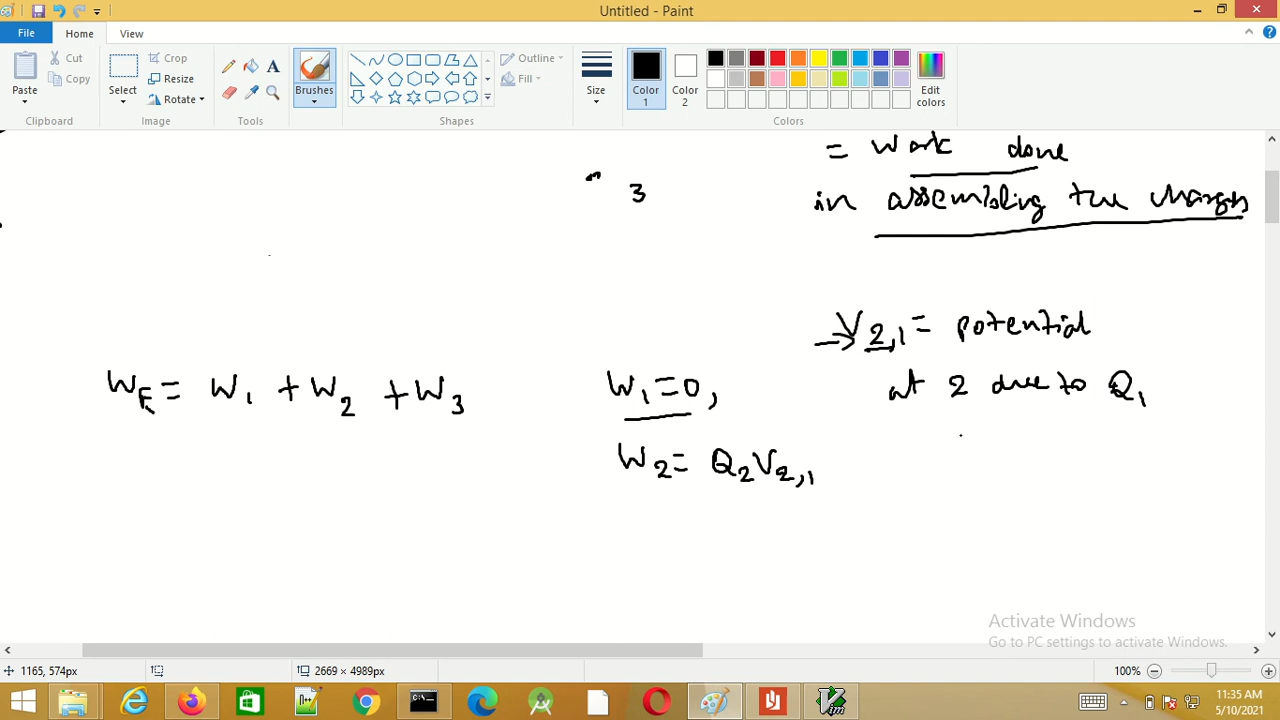 Untitled - Paint
File Home View
Paste
Cut
Copy
Clipboard
Select
Resize
Rotate
Image
Tools
Brushes
Outline
Fill
Shapes
Size
Color 1
Color 2
Edit colors
Colors
= work done
3
in assembling the charges
V2,1 = potential
WE = W1 + W2 + W3
W1 = 0,
at 2 due to Q1
W2 = Q2V2,1
Activate Windows
Go to PC settings to activate Windows.
1165, 574px
2669 × 4989px
100%
11:35 AM
5/10/2021